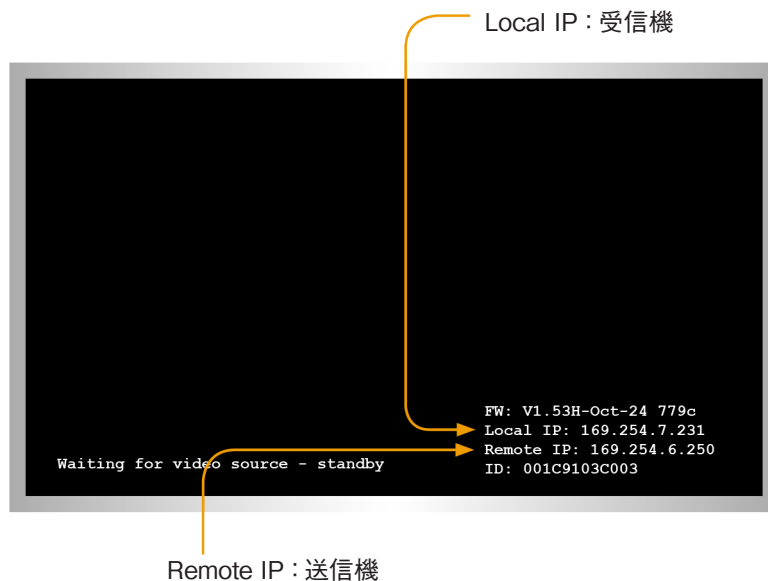 Local IP：受信機
FW: V1.53H-Oct-24 779c
Local IP: 169.254.7.231
Remote IP: 169.254.6.250
Waiting for video source - standby
ID: 001C9103C003
Remote IP：送信機